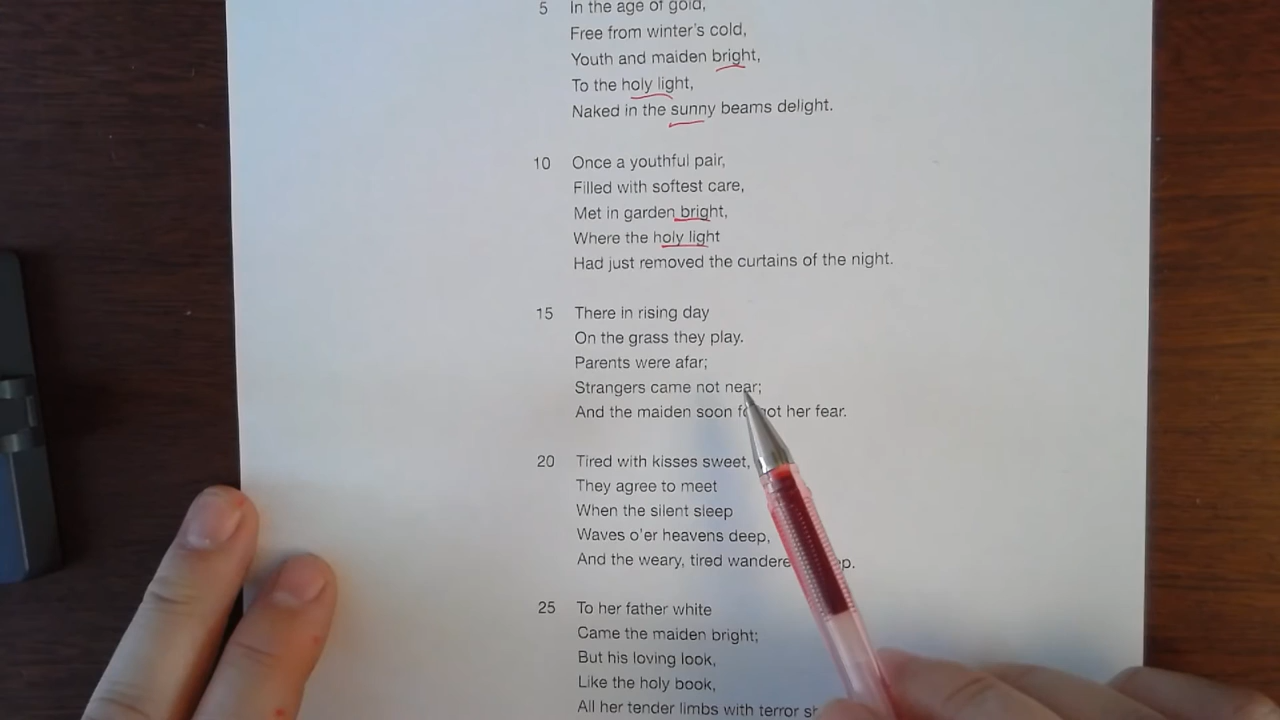 5 In the age of gold,
Free from winter's cold,
Youth and maiden bright,
To the holy light,
Naked in the sunny beams delight.
10 Once a youthful pair,
Filled with softest care,
Met in garden bright,
Where the holy light
Had just removed the curtains of the night.
15 There in rising day
On the grass they play.
Parents were afar;
Strangers came not near;
And the maiden soon forgot her fear.
20 Tired with kisses sweet,
They agree to meet
When the silent sleep
Waves o'er heavens deep,
And the weary, tired
25 To her father white
Came the maiden bright;
But his loving look,
Like the holy book,
All her tender limbs with terror